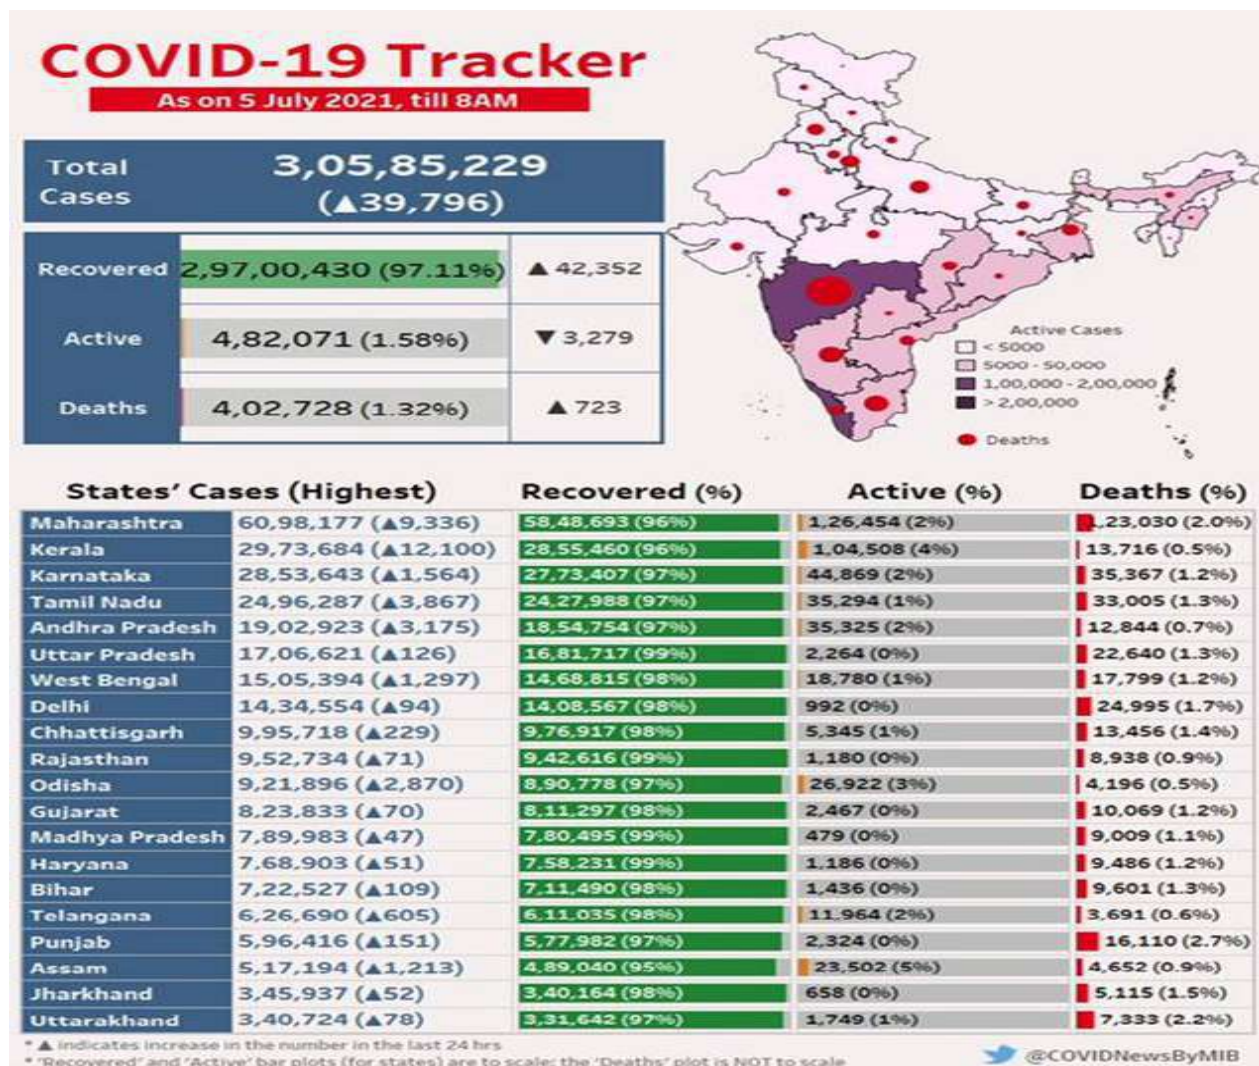 COVID-19 Tracker
As on 5 July 2021, till 8AM
Total Cases 3,05,85,229 (▲39,796)
Recovered 2,97,00,430 (97.11%) ▲ 42,352
Active 4,82,071 (1.58%) ▼ 3,279
Deaths 4,02,728 (1.32%) ▲ 723
Active Cases
< 5000
5000 - 50,000
1,00,000 - 2,00,000
> 2,00,000
Deaths
States' Cases (Highest) Recovered (%) Active (%) Deaths (%)
Maharashtra 60,98,177 (▲9,336) 58,48,693 (96%) 1,26,454 (2%) 1,23,030 (2.0%)
Kerala 29,73,684 (▲12,100) 28,55,460 (96%) 1,04,508 (4%) 13,716 (0.5%)
Karnataka 28,53,643 (▲1,564) 27,73,407 (97%) 44,869 (2%) 35,367 (1.2%)
Tamil Nadu 24,96,287 (▲3,867) 24,27,988 (97%) 35,294 (1%) 33,005 (1.3%)
Andhra Pradesh 19,02,923 (▲3,175) 18,54,754 (97%) 35,325 (2%) 12,844 (0.7%)
Uttar Pradesh 17,06,621 (▲126) 16,81,717 (99%) 2,264 (0%) 22,640 (1.3%)
West Bengal 15,05,394 (▲1,297) 14,68,815 (98%) 18,780 (1%) 17,799 (1.2%)
Delhi 14,34,554 (▲94) 14,08,567 (98%) 992 (0%) 24,995 (1.7%)
Chhattisgarh 9,95,718 (▲229) 9,76,917 (98%) 5,345 (1%) 13,456 (1.4%)
Rajasthan 9,52,734 (▲71) 9,42,616 (99%) 1,180 (0%) 8,938 (0.9%)
Odisha 9,21,896 (▲2,870) 8,90,778 (97%) 26,922 (3%) 4,196 (0.5%)
Gujarat 8,23,833 (▲70) 8,11,297 (98%) 2,467 (0%) 10,069 (1.2%)
Madhya Pradesh 7,89,983 (▲47) 7,80,495 (99%) 479 (0%) 9,009 (1.1%)
Haryana 7,68,903 (▲51) 7,58,231 (99%) 1,186 (0%) 9,486 (1.2%)
Bihar 7,22,527 (▲109) 7,11,490 (98%) 1,436 (0%) 9,601 (1.3%)
Telangana 6,26,690 (▲605) 6,11,035 (98%) 11,964 (2%) 3,691 (0.6%)
Punjab 5,96,416 (▲151) 5,77,982 (97%) 2,324 (0%) 16,110 (2.7%)
Assam 5,17,194 (▲1,213) 4,89,040 (95%) 23,502 (5%) 4,652 (0.9%)
Jharkhand 3,45,937 (▲52) 3,40,164 (98%) 658 (0%) 5,115 (1.5%)
Uttarakhand 3,40,724 (▲78) 3,31,642 (97%) 1,749 (1%) 7,333 (2.2%)
* ▲ indicates increase in the number in the last 24 hrs
* 'Recovered' and 'Active' bar plots (for states) are to scale; the 'Deaths' plot is NOT to scale
@COVIDNewsByMIB